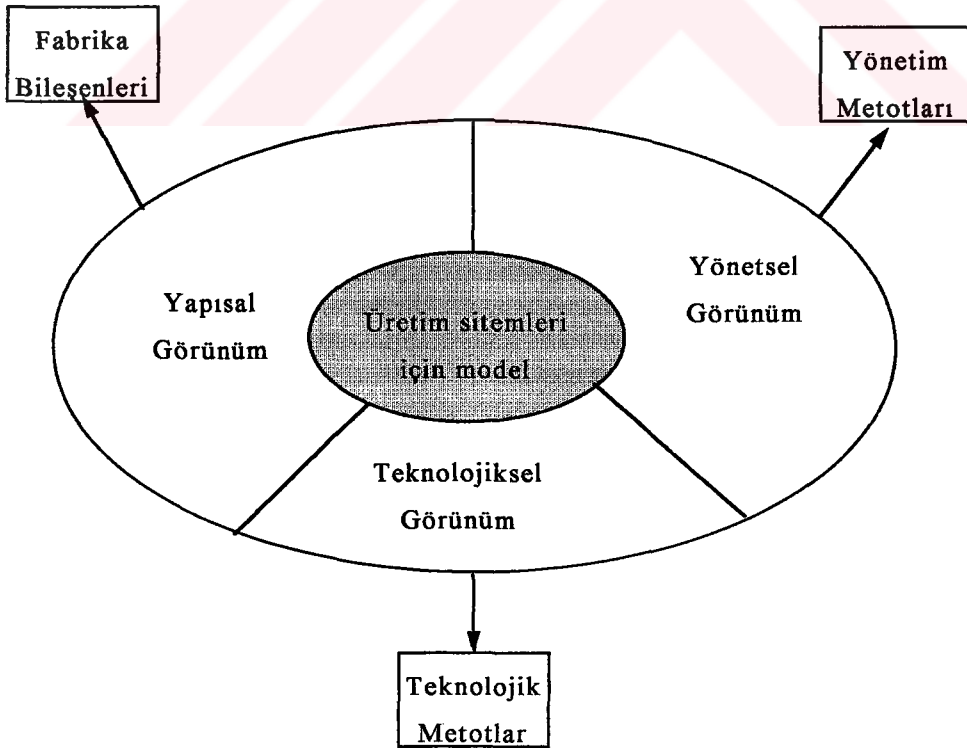 Fabrika
Bileşenleri
Yönetim
Metotları
Yapısal
Görünüm
Üretim sitemleri
için model
Yönetsel
Görünüm
Teknolojiksel
Görünüm
Teknolojik
Metotlar